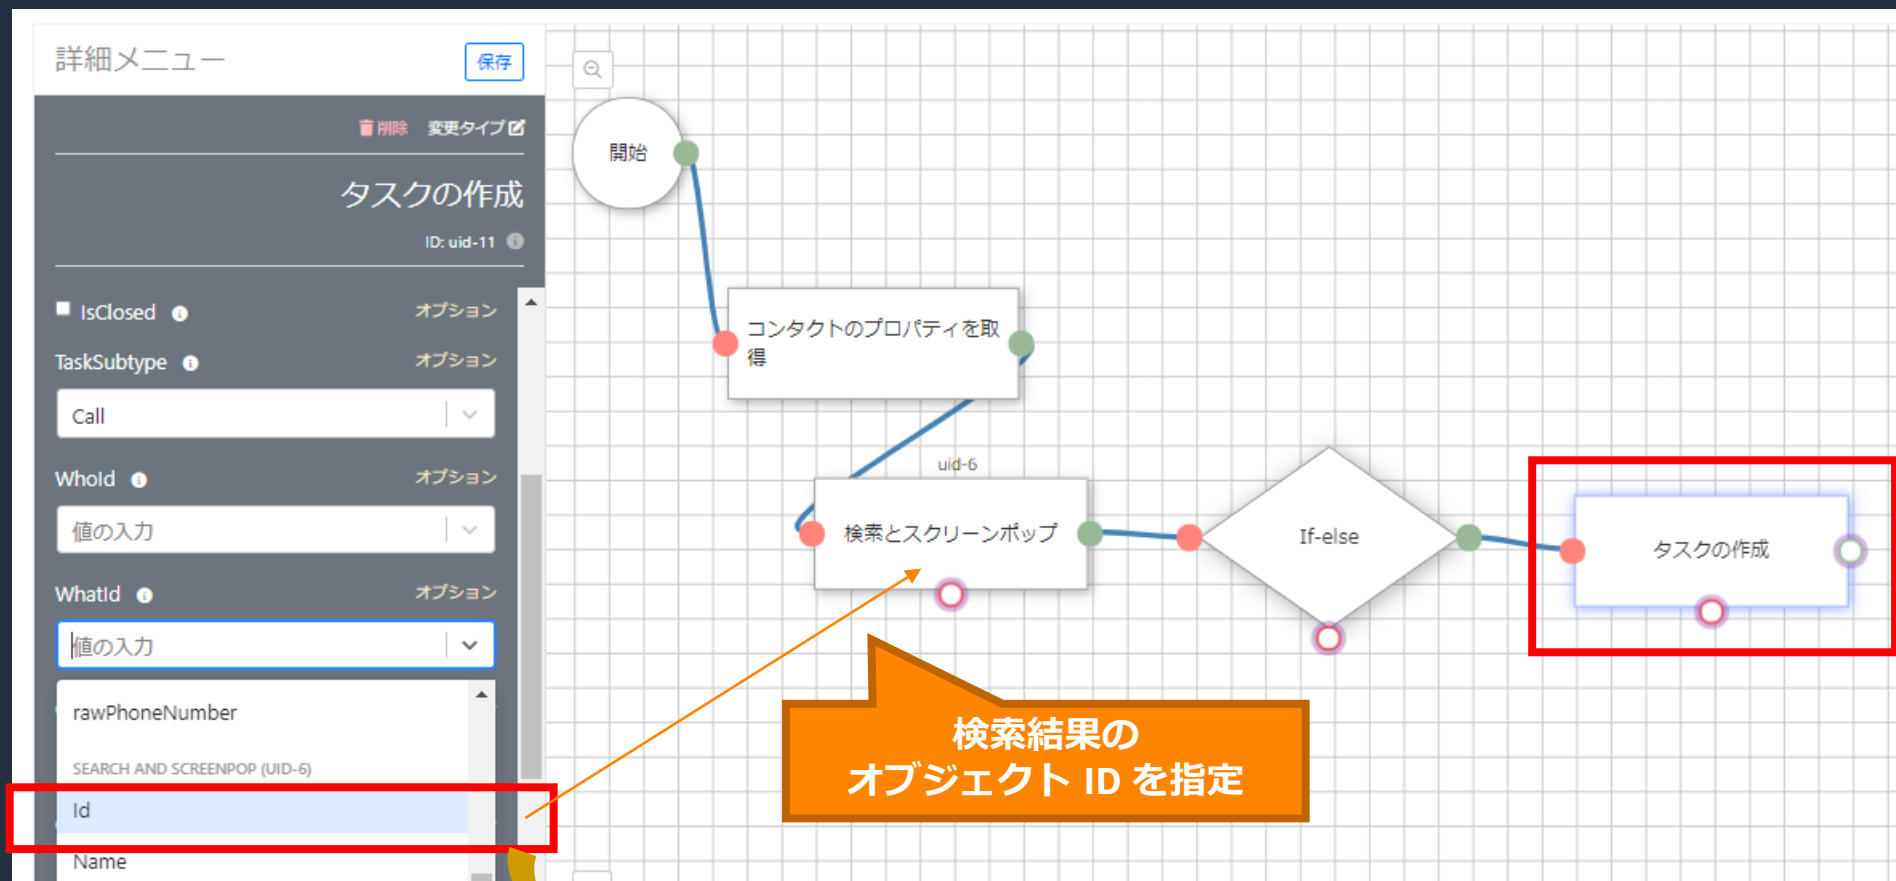 詳細メニュー
保存
削除 変更タイプ
タスクの作成
ID: uid-11
IsClosed オプション
TaskSubtype オプション
Call
WhoId オプション
値の入力
WhatId オプション
値の入力
rawPhoneNumber
SEARCH AND SCREENPOP (UID-6)
Id
Name
開始
コンタクトのプロパティを取
得
uid-6
検索とスクリーンポップ
If-else
タスクの作成
検索結果の
オブジェクト ID を指定